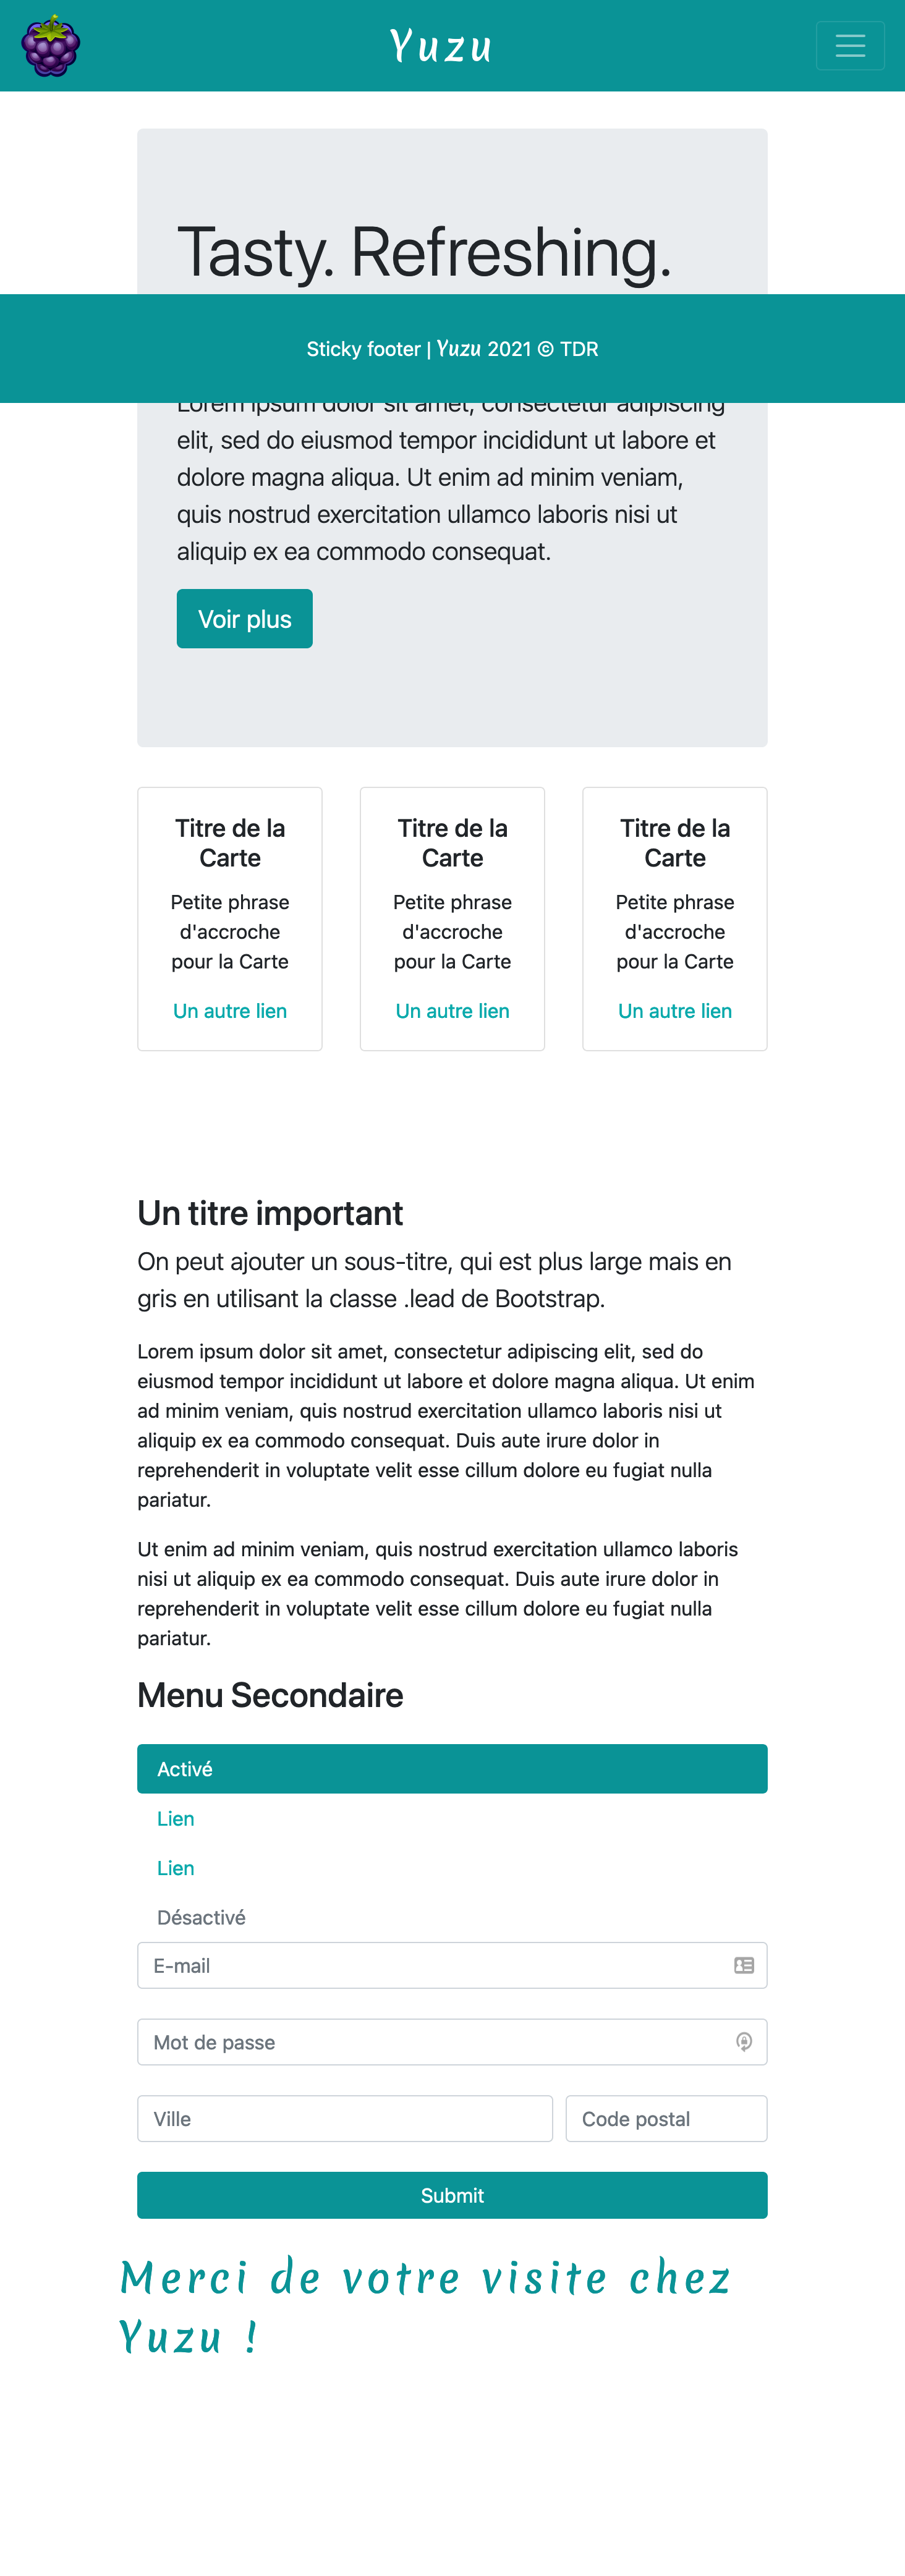 Yuzu
Tasty. Refreshing.
Sticky footer | Yuzu 2021 © TDR
Lorem ipsum dolor sit amet, consectetur adipiscing
elit, sed do eiusmod tempor incididunt ut labore et
dolore magna aliqua. Ut enim ad minim veniam,
quis nostrud exercitation ullamco laboris nisi ut
aliquip ex ea commodo consequat.
Voir plus
Titre de la
Carte
Petite phrase
d'accroche
pour la Carte
Un autre lien
Titre de la
Carte
Petite phrase
d'accroche
pour la Carte
Un autre lien
Titre de la
Carte
Petite phrase
d'accroche
pour la Carte
Un autre lien
Un titre important
On peut ajouter un sous-titre, qui est plus large mais en
gris en utilisant la classe .lead de Bootstrap.
Lorem ipsum dolor sit amet, consectetur adipiscing elit, sed do
eiusmod tempor incididunt ut labore et dolore magna aliqua. Ut enim
ad minim veniam, quis nostrud exercitation ullamco laboris nisi ut
aliquip ex ea commodo consequat. Duis aute irure dolor in
reprehenderit in voluptate velit esse cillum dolore eu fugiat nulla
pariatur.
Ut enim ad minim veniam, quis nostrud exercitation ullamco laboris
nisi ut aliquip ex ea commodo consequat. Duis aute irure dolor in
reprehenderit in voluptate velit esse cillum dolore eu fugiat nulla
pariatur.
Menu Secondaire
Activé
Lien
Lien
Désactivé
E-mail
Mot de passe
Ville
Code postal
Submit
Merci de votre visite chez
Yuzu !